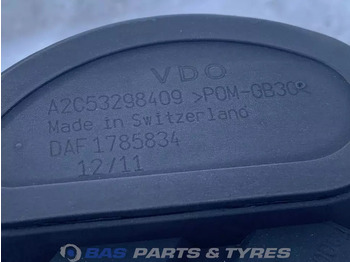 VDO
A2C53298409 >POM-GB30<
Made in Switzerland
DAF 1785834
12/11
BAS PARTS & TYRES